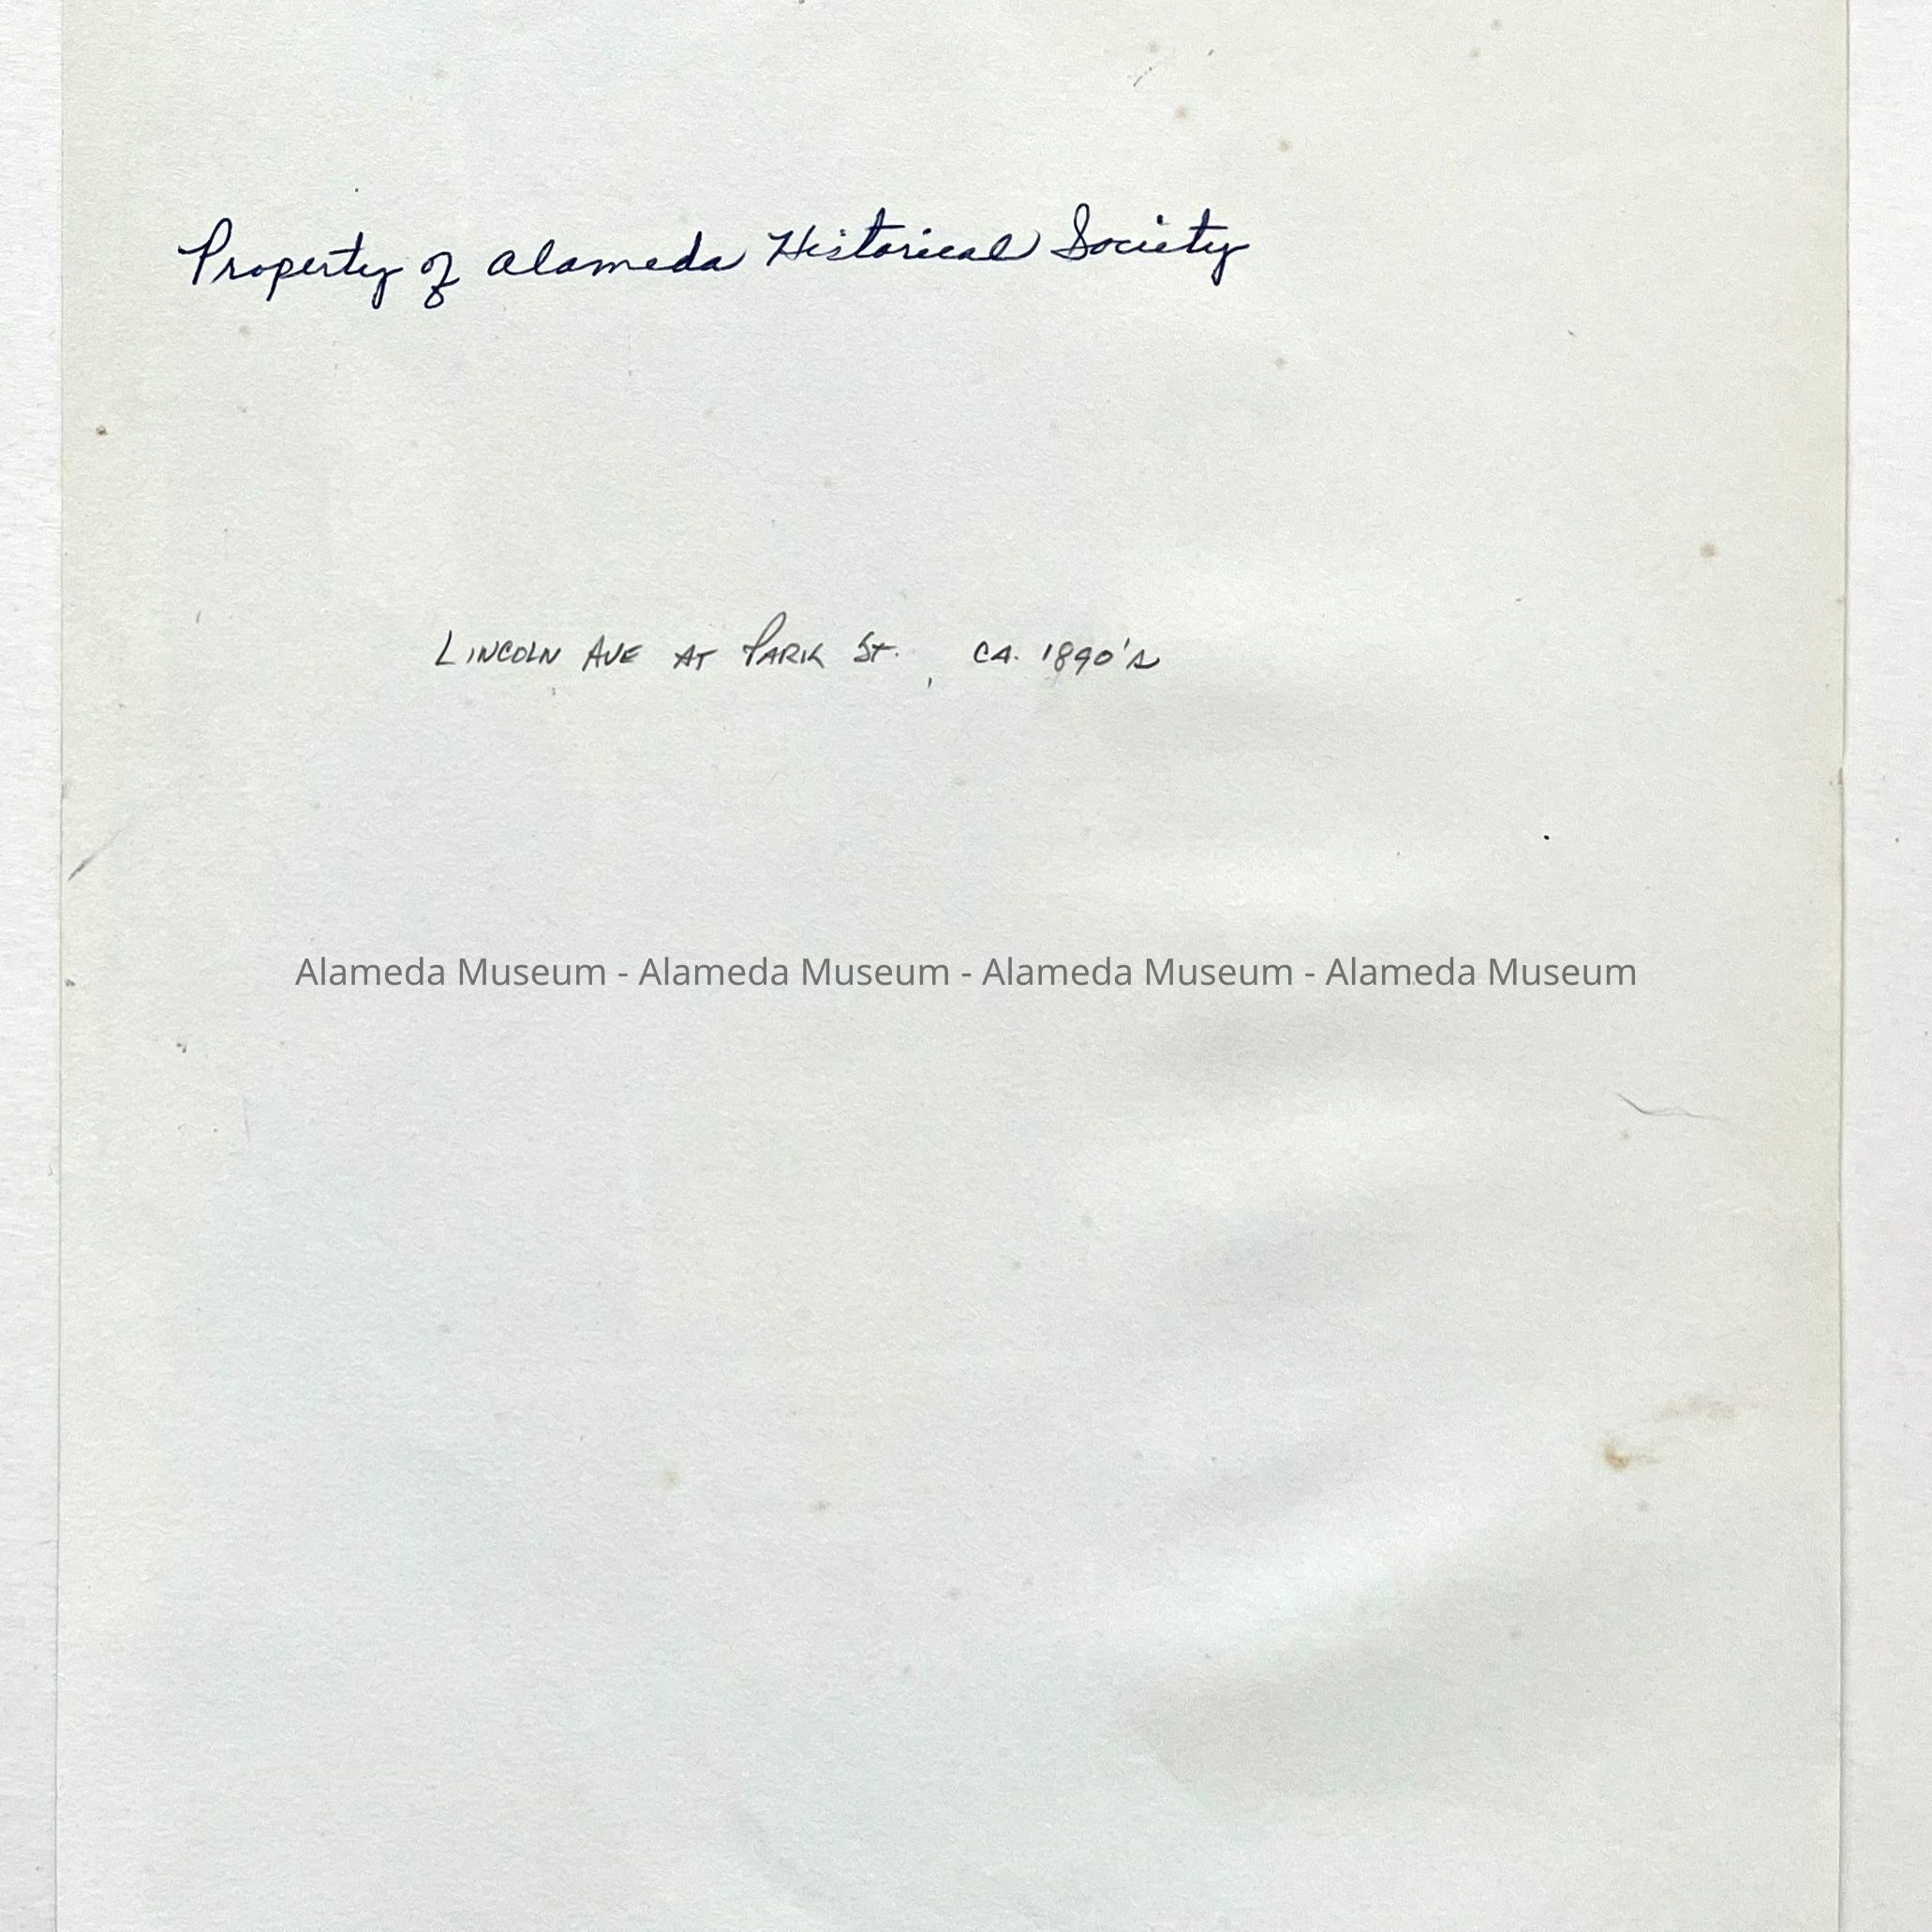 Property of Alameda Historical Society
LINCOLN AVE AT PARK ST., CA. 1890's
Alameda Museum - Alameda Museum - Alameda Museum - Alameda Museum